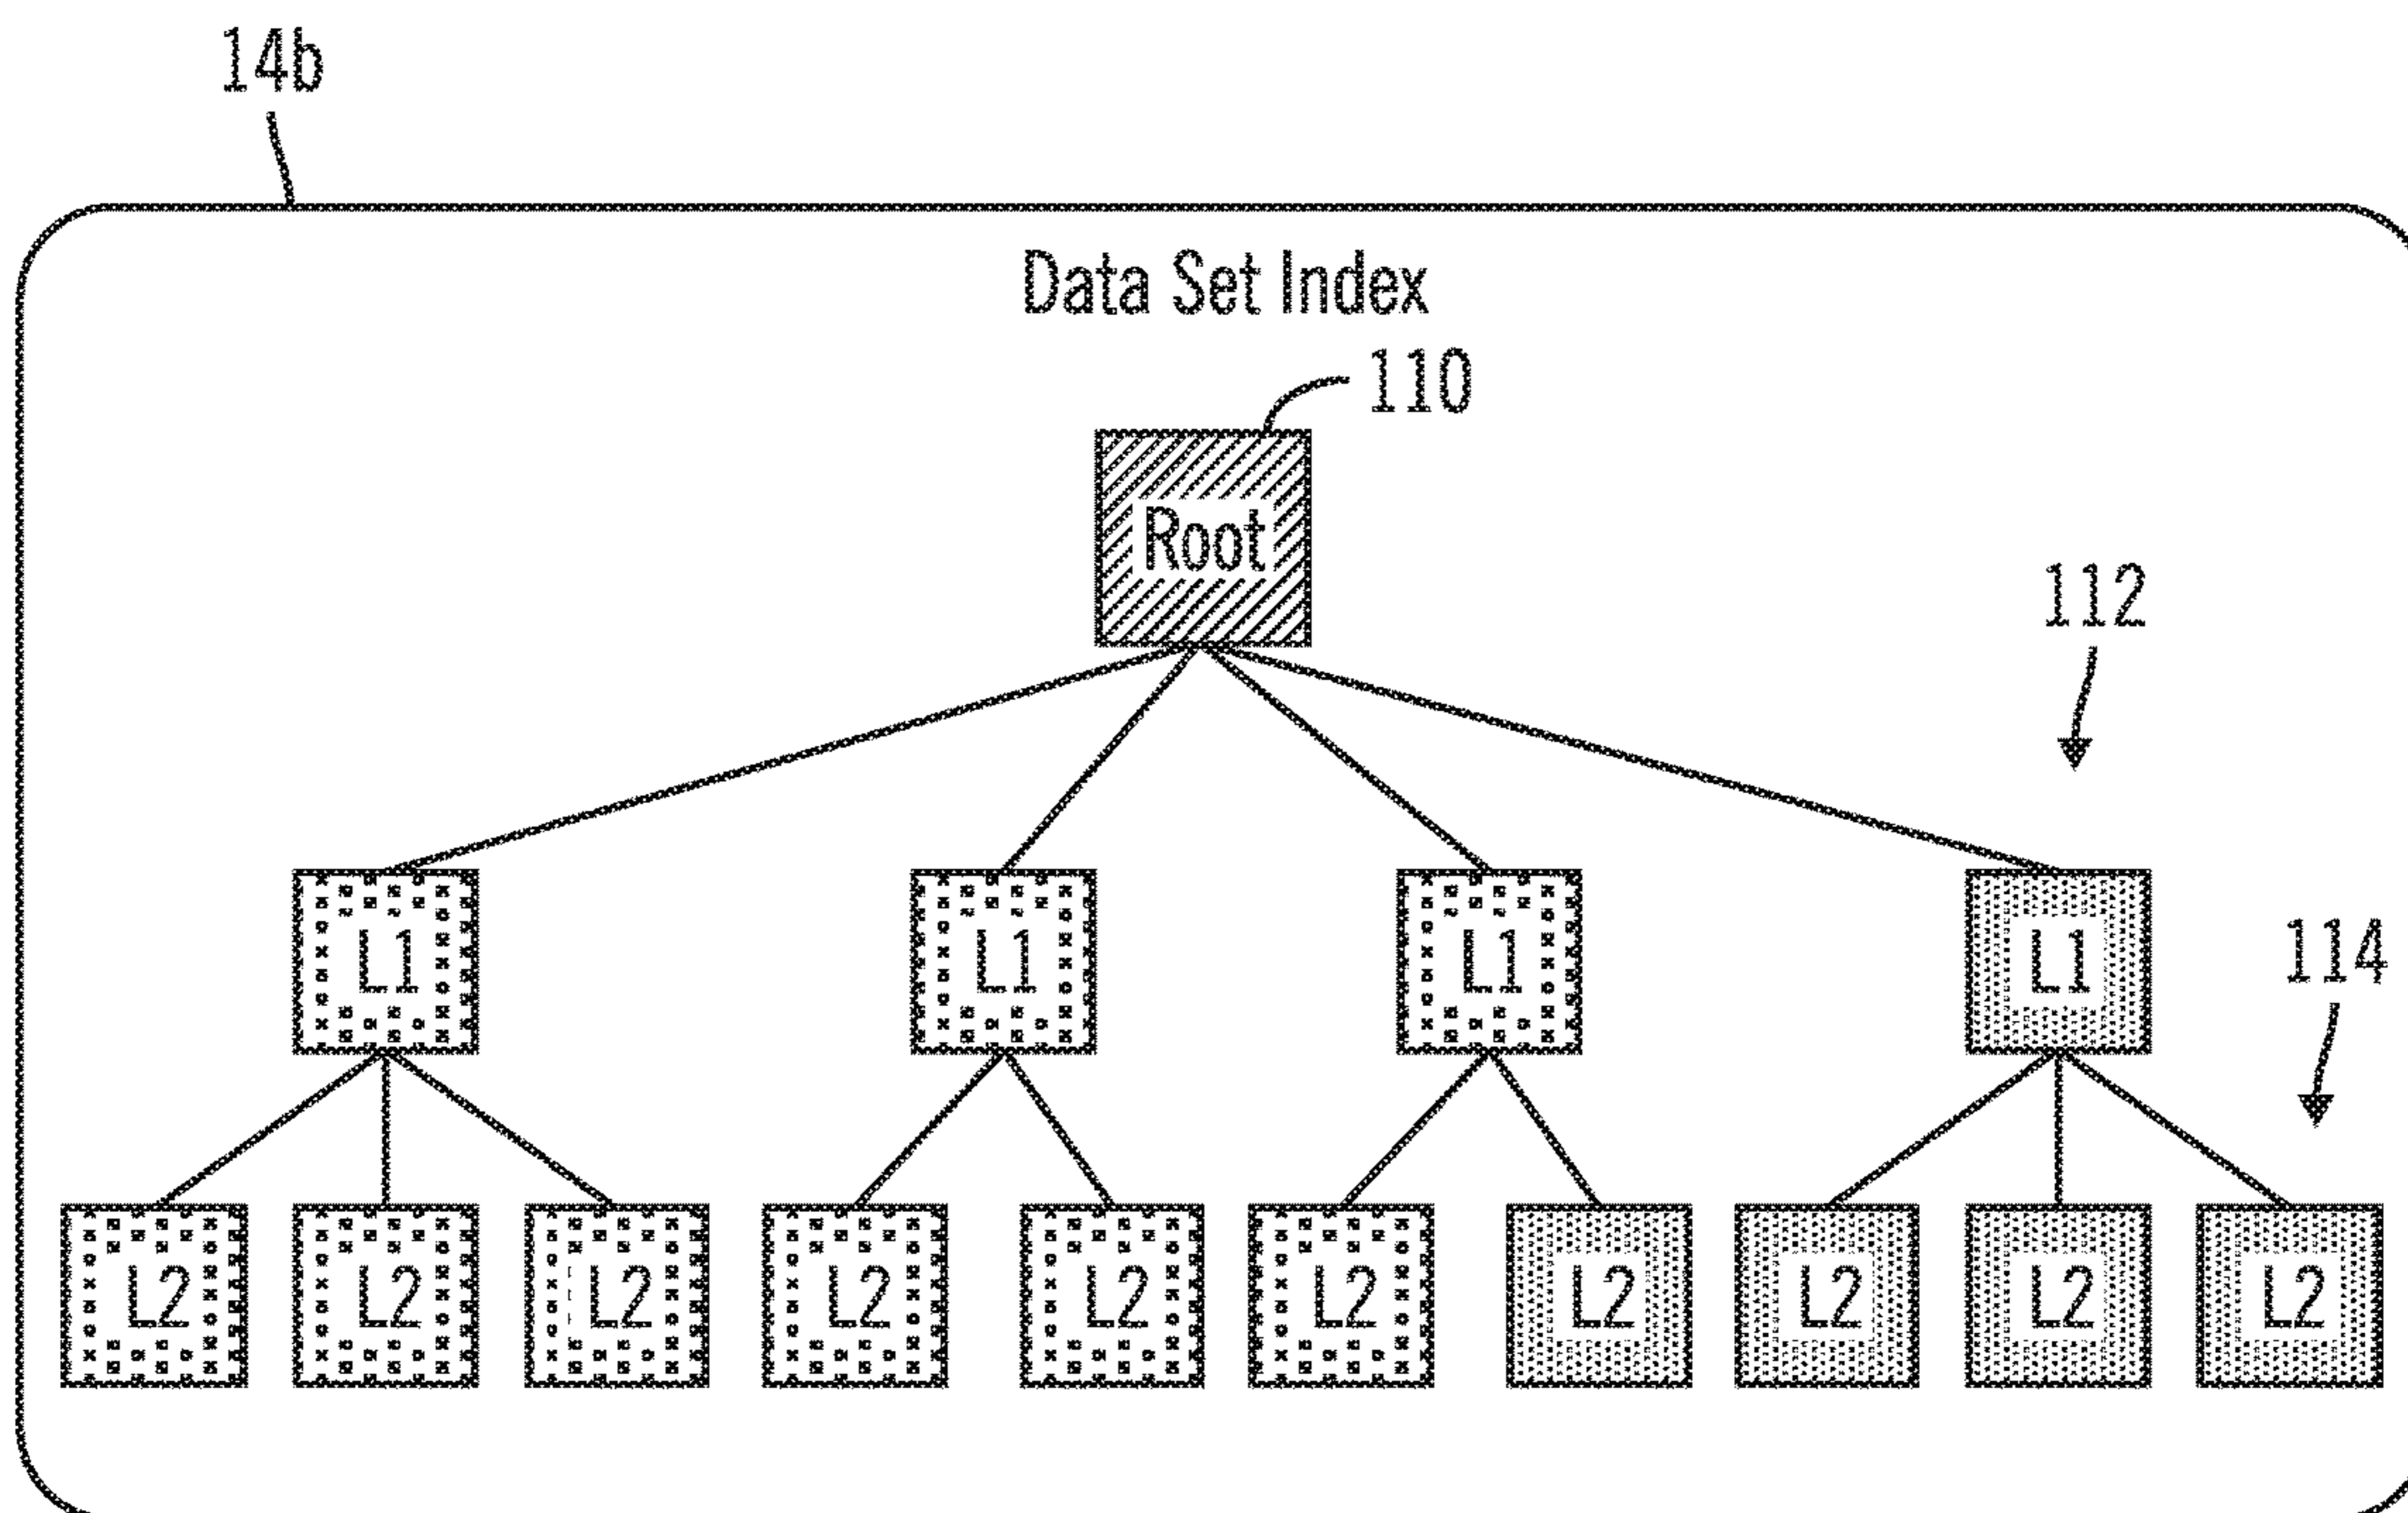 14b
Data Set Index
110
Root
112
L1 L1 L1 L1
114
L2 L2 L2 L2 L2 L2 L2 L2 L2 L2